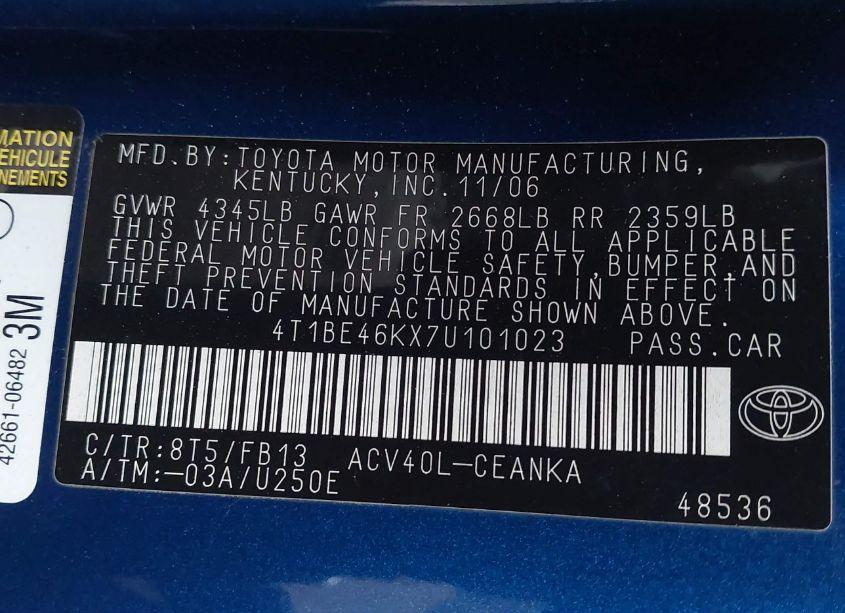 MATION
EHICULE
NEMENTS
42661-06482 3M
MFD.BY:TOYOTA MOTOR MANUFACTURING,
KENTUCKY,INC.11/06
GVWR 4345LB GAWR FR 2668LB RR 2359LB
THIS VEHICLE CONFORMS TO ALL APPLICABLE
FEDERAL MOTOR VEHICLE SAFETY,BUMPER,AND
THEFT PREVENTION STANDARDS IN EFFECT ON
THE DATE OF MANUFACTURE SHOWN ABOVE.
4T1BE46KX7U101023 PASS.CAR
C/TR:8T5/FB13 ACV40L-CEANKA
A/TM:-03A/U250E
48536